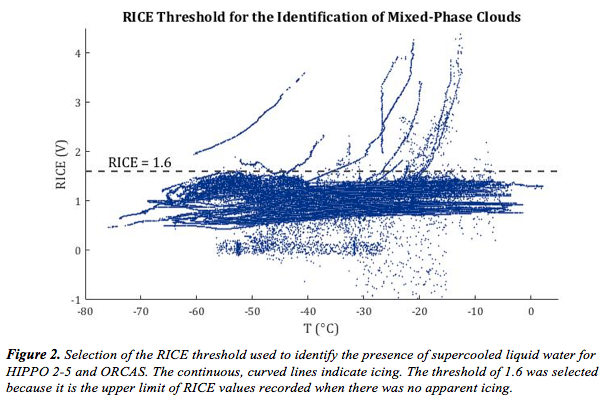 RICE Threshold for the Identification of Mixed-Phase Clouds
4
3
2
1
0
-1
RICE (V)
RICE = 1.6
-80 -70 -60 -50 -40 -30 -20 -10 0
T (°C)
Figure 2. Selection of the RICE threshold used to identify the presence of supercooled liquid water for
HIPPO 2-5 and ORCAS. The continuous, curved lines indicate icing. The threshold of 1.6 was selected
because it is the upper limit of RICE values recorded when there was no apparent icing.